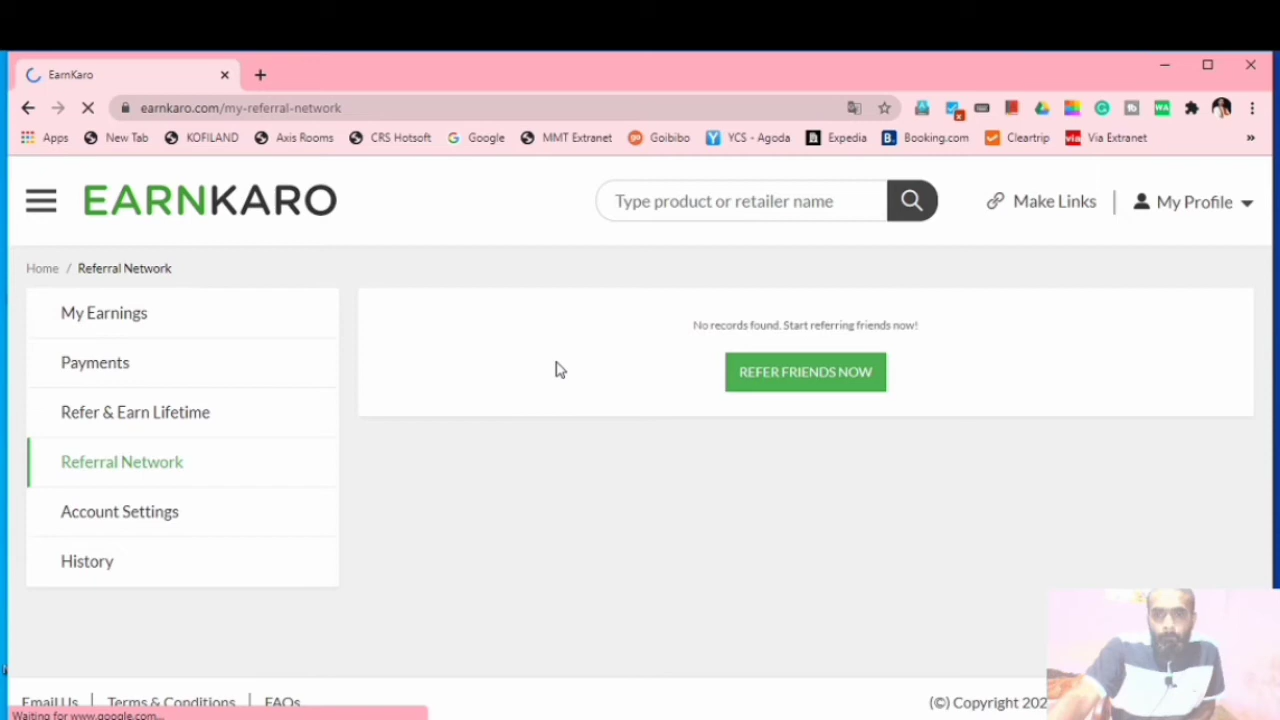 EarnKaro
earnkaro.com/my-referral-network
Apps New Tab KOFILAND Axis Rooms CRS Hotsoft Google MMT Extranet Goibibo YCS - Agoda Expedia Booking.com Cleartrip Via Extranet »
EARNKARO
Type product or retailer name
Make Links
My Profile
Home / Referral Network
My Earnings
Payments
Refer & Earn Lifetime
Referral Network
Account Settings
History
No records found. Start referring friends now!
REFER FRIENDS NOW
Email Us | Terms & Conditions | FAQs
(©) Copyright 202
Waiting for www.google.com...